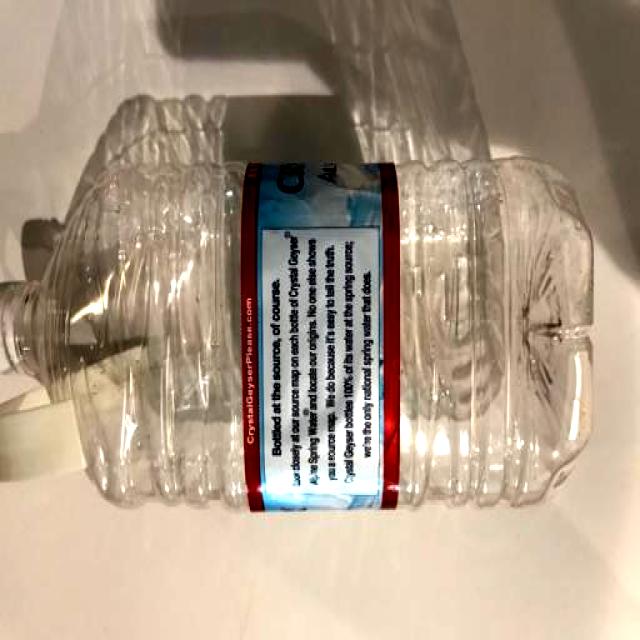 Bottled at the source, of course.
closely at our source map on each bottle of Crystal Geyser®
Spring Water and locate our origins. No one else shows
you a source map. We do because it's easy to tell the truth.
Crystal Geyser bottles 100% of its water at the spring source;
we're the only national spring water that does.
CrystalGeyserPlease.com